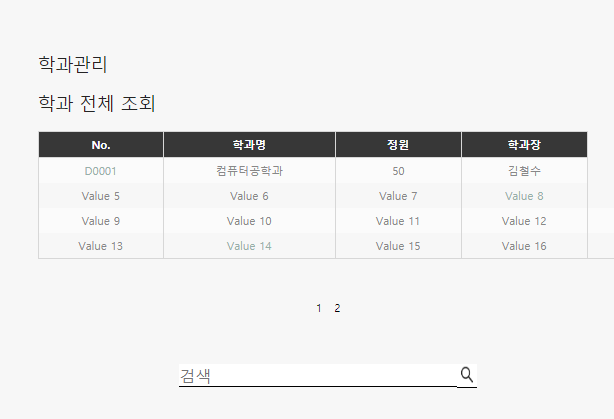 학과관리
학과 전체 조회
No. 학과명 정원 학과장
D0001 컴퓨터공학과 50 김철수
Value 5 Value 6 Value 7 Value 8
Value 9 Value 10 Value 11 Value 12
Value 13 Value 14 Value 15 Value 16
1 2
검색